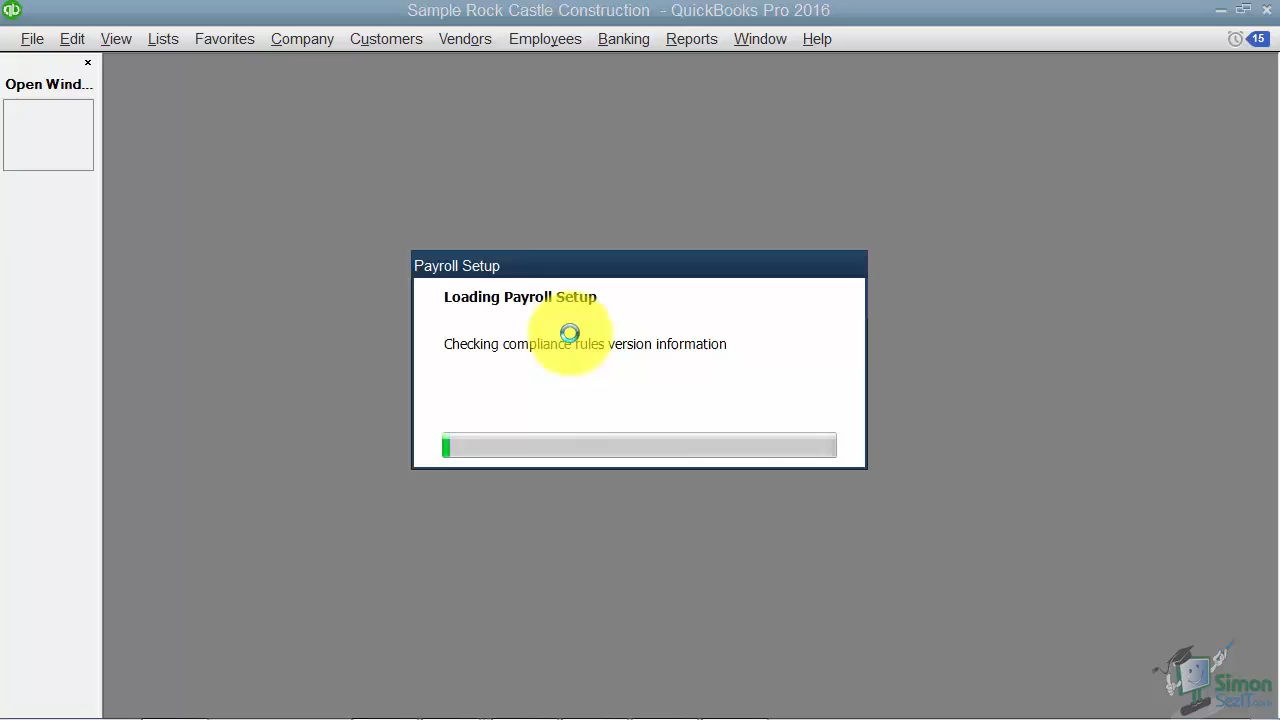 Sample Rock Castle Construction - QuickBooks Pro 2016
File Edit View Lists Favorites Company Customers Vendors Employees Banking Reports Window Help 15
Open Wind...
Payroll Setup
Loading Payroll Setup
Checking compliance rules version information
Simon
SezIT.com